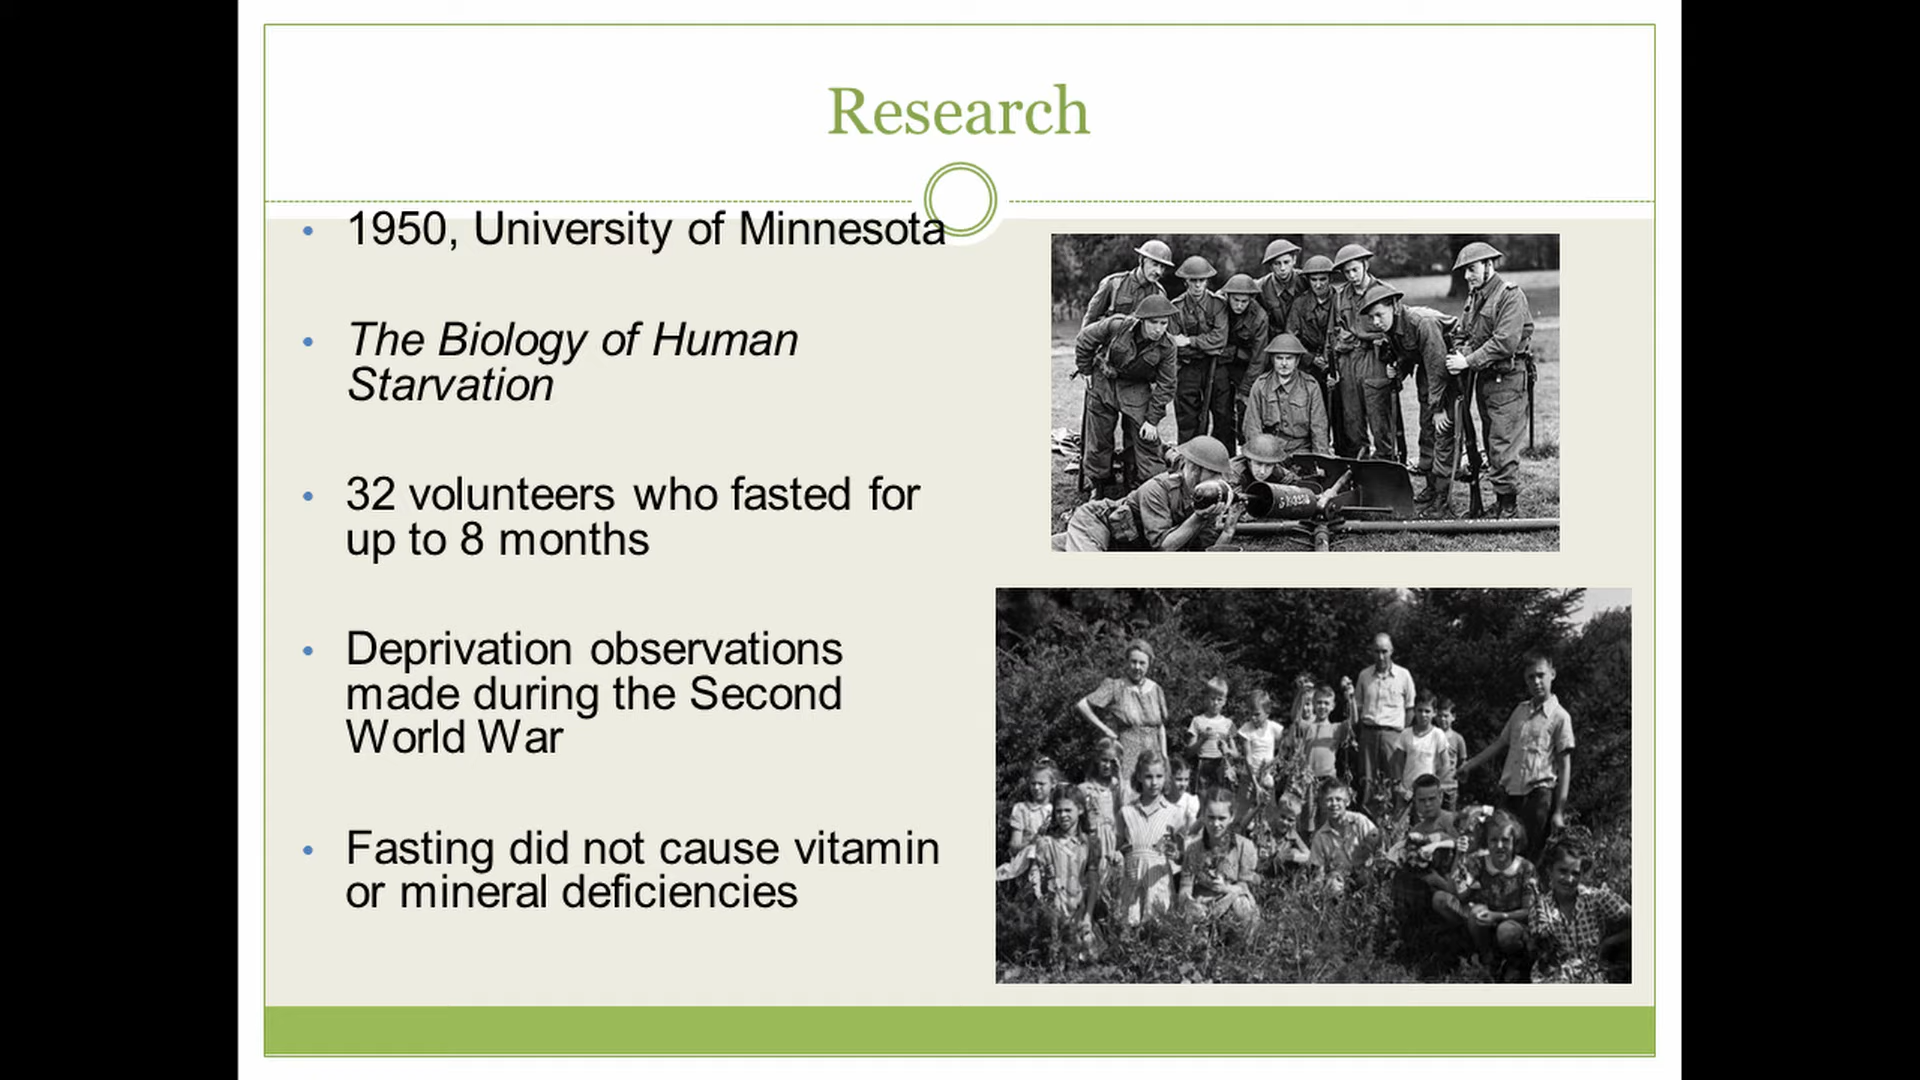 Research
• 1950, University of Minnesota
• The Biology of Human
Starvation
• 32 volunteers who fasted for
up to 8 months
• Deprivation observations
made during the Second
World War
• Fasting did not cause vitamin
or mineral deficiencies